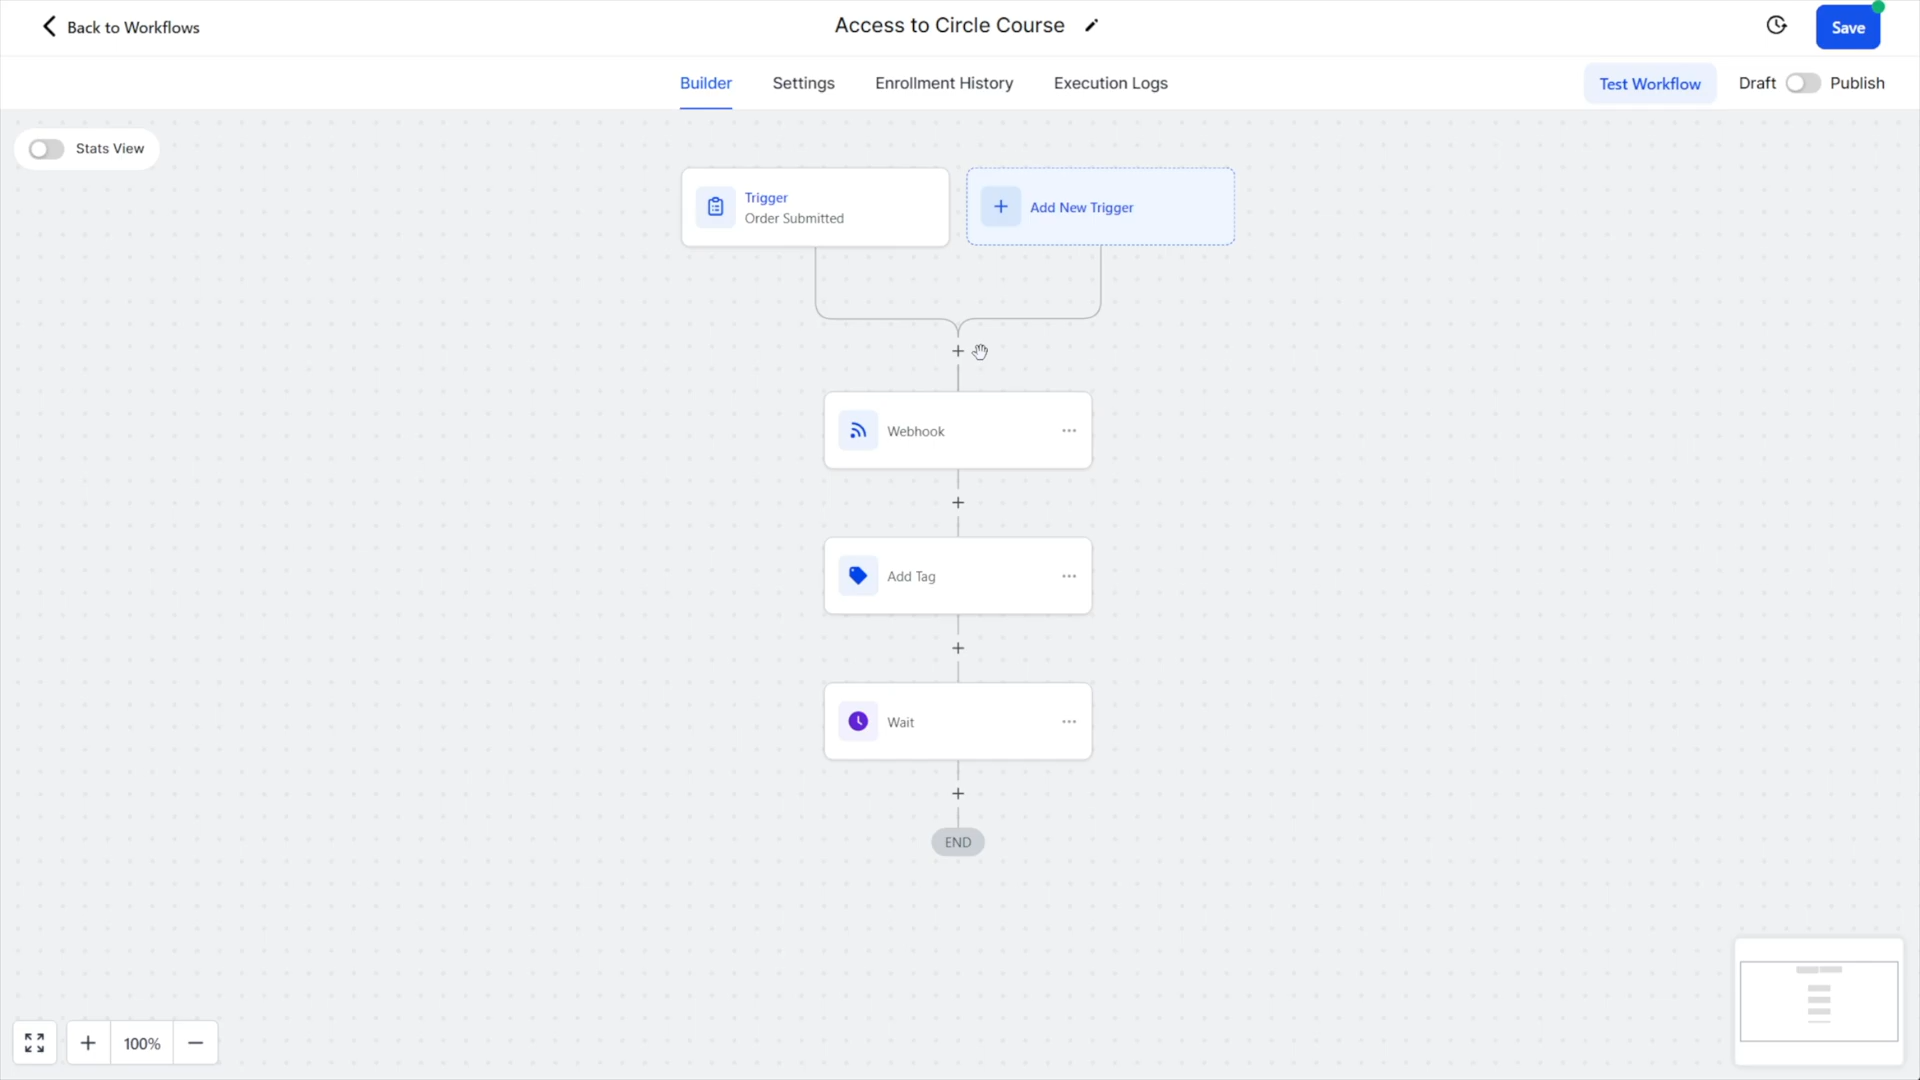 Back to Workflows
Access to Circle Course
Save
Builder
Settings
Enrollment History
Execution Logs
Test Workflow
Draft
Publish
Stats View
Trigger
Order Submitted
Add New Trigger
Webhook
Add Tag
Wait
END
100%